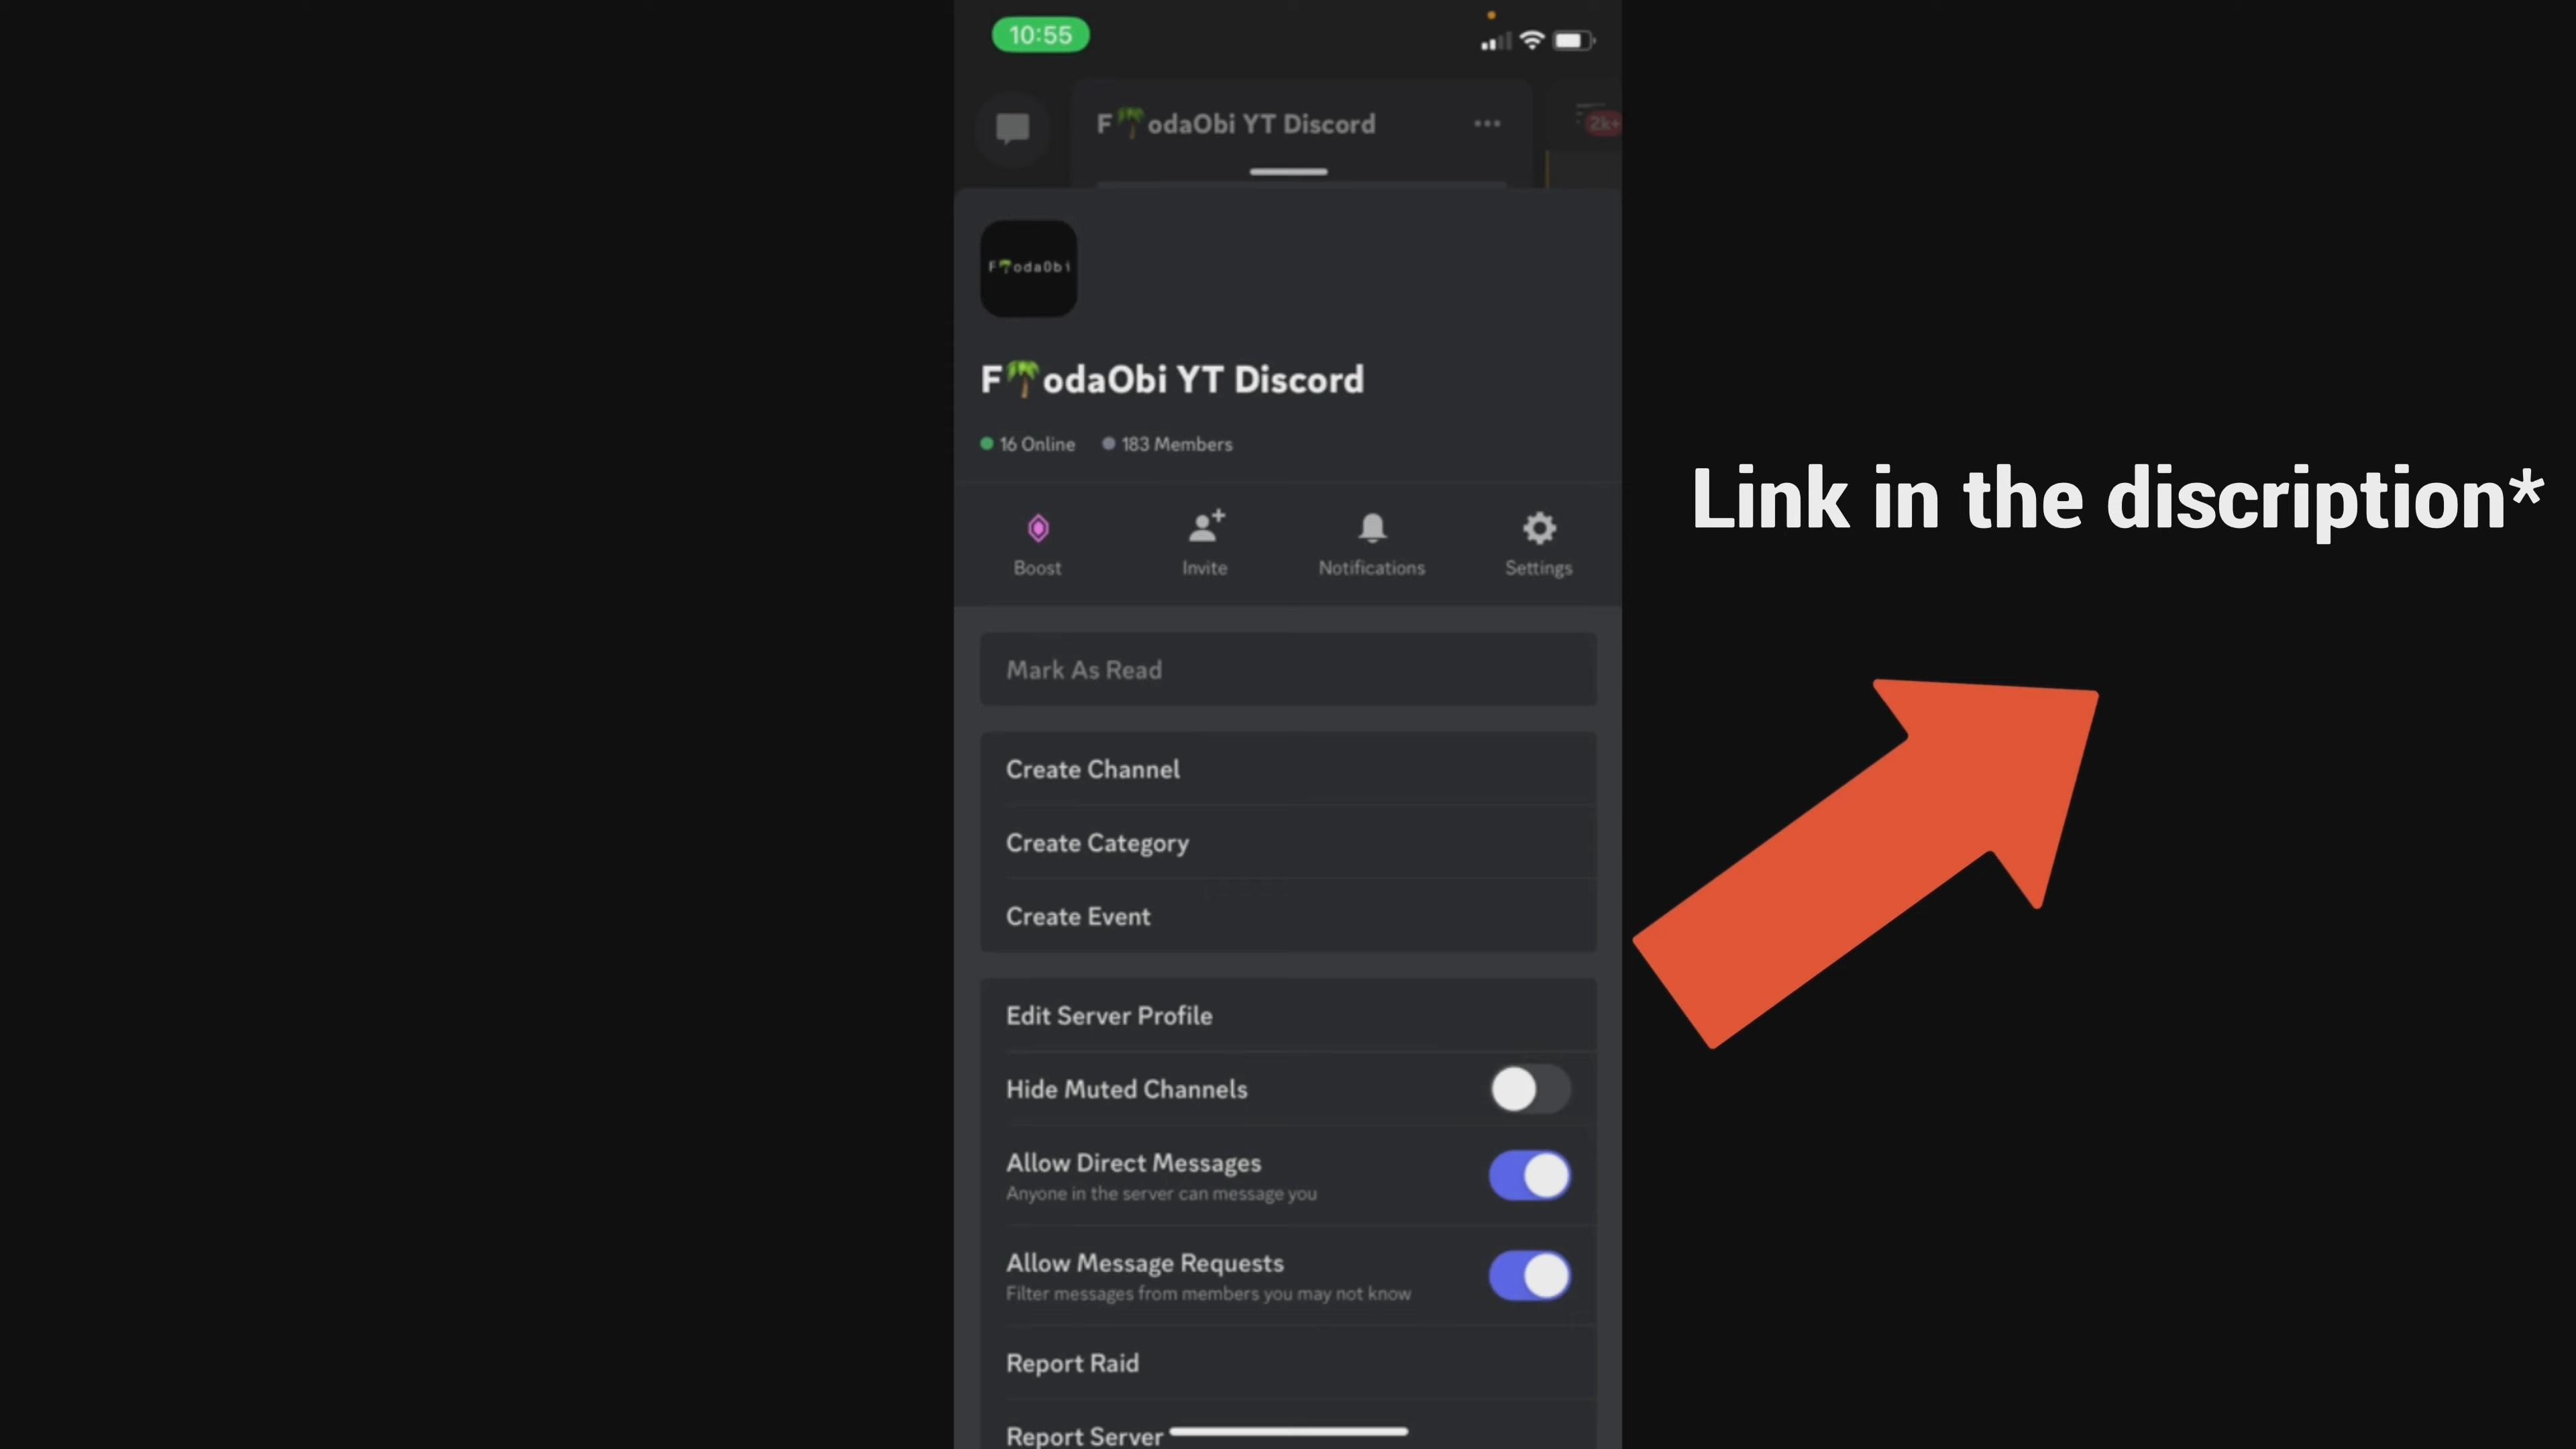 10:55
F🌴odaObi YT Discord
2k+
F🌴odaObi
F🌴odaObi YT Discord
16 Online 183 Members
Boost Invite Notifications Settings
Link in the discription*
Mark As Read
Create Channel
Create Category
Create Event
Edit Server Profile
Hide Muted Channels
Allow Direct Messages
Anyone in the server can message you
Allow Message Requests
Filter messages from members you may not know
Report Raid
Report Server